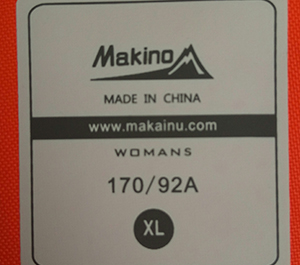 Makino
MADE IN CHINA
www.makainu.com
WOMANS
170/92A
XL